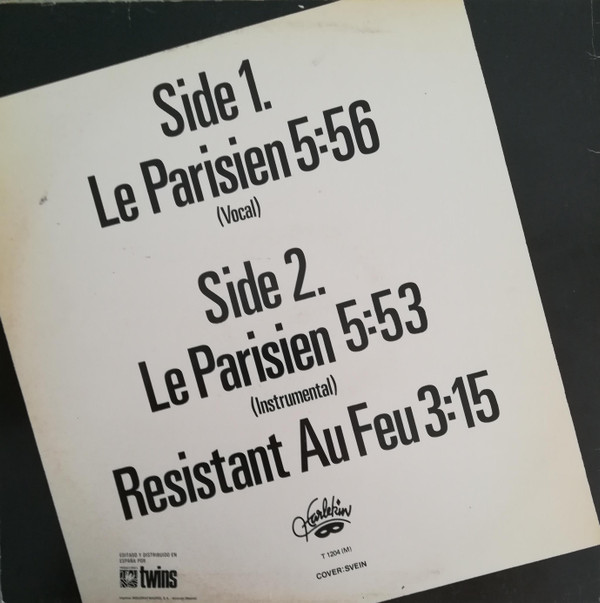 Side 1.
Le Parisien 5:56
(Vocal)
Side 2.
Le Parisien 5:53
(Instrumental)
Resistant Au Feu 3:15
Harlekin
T 1204 (M)
COVER: SVEIN
EDITADO Y DISTRIBUIDO EN
ESPAÑA POR
twins